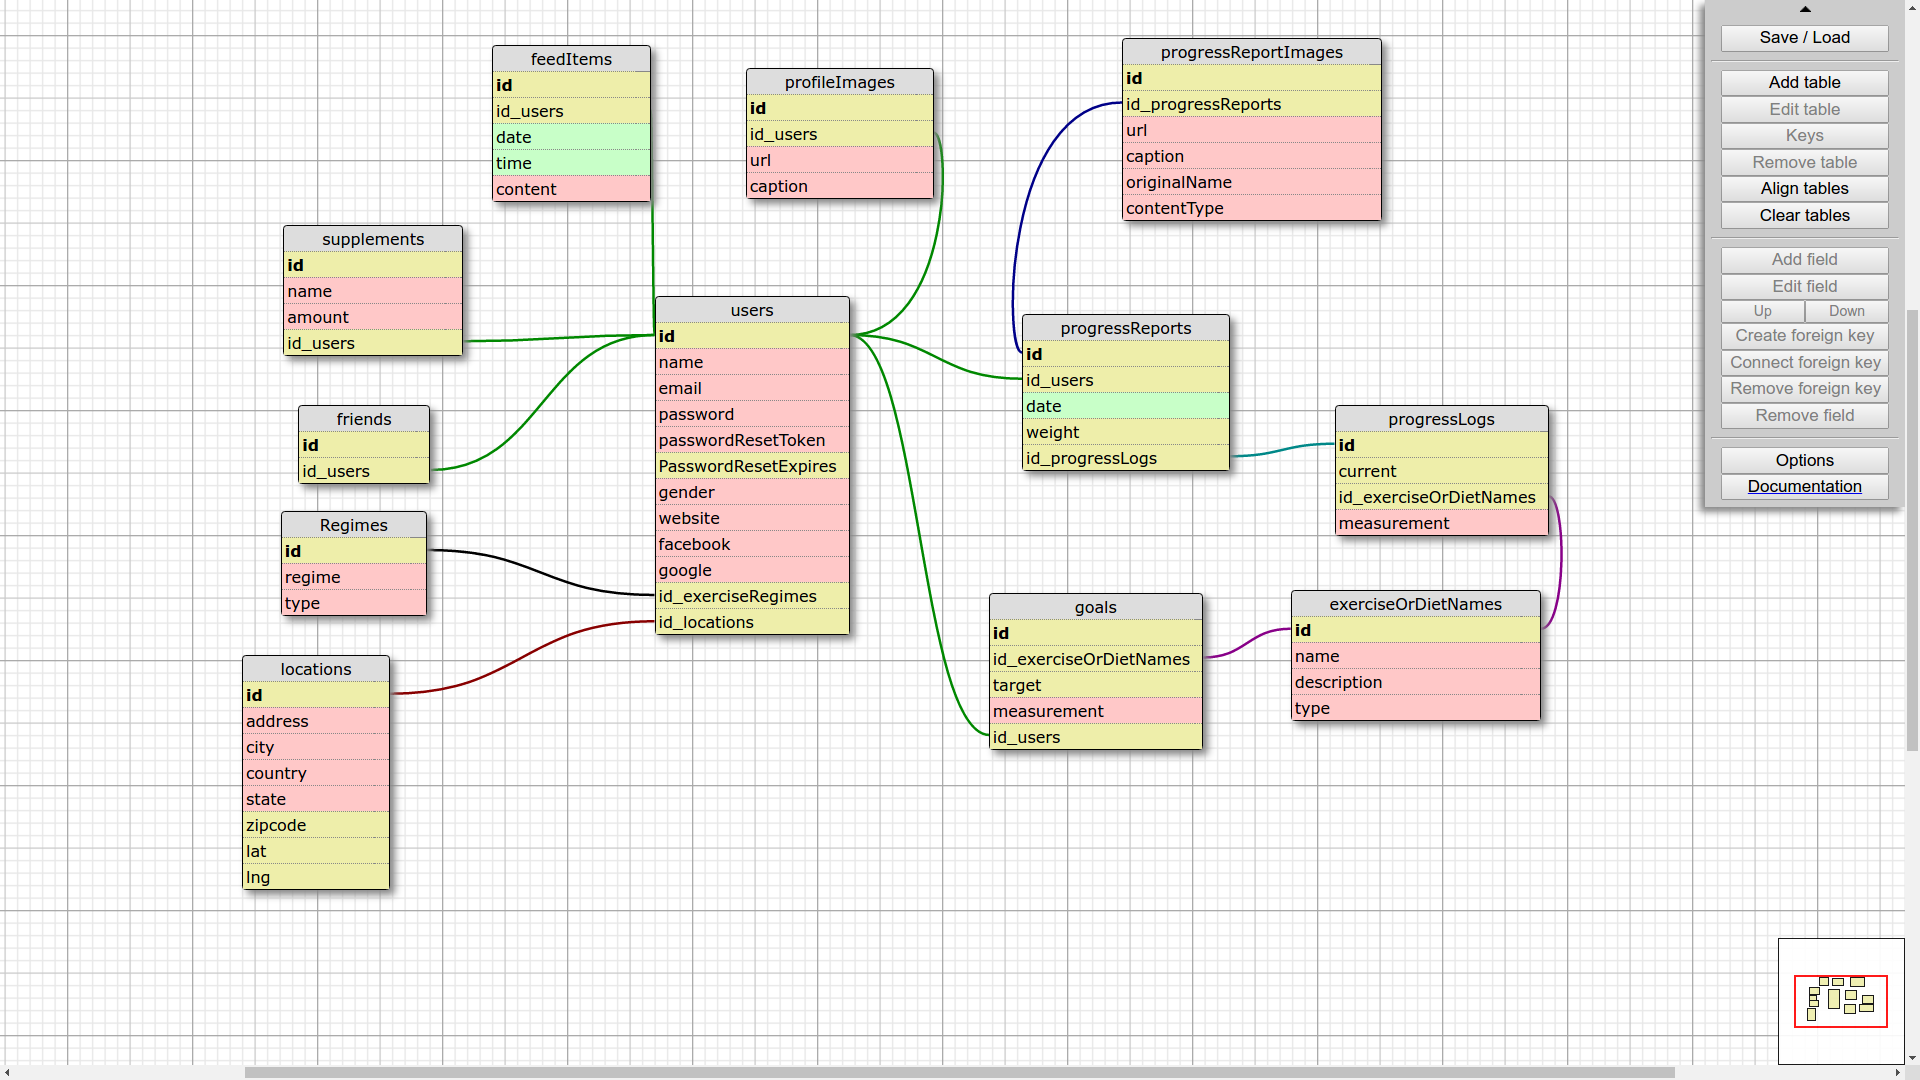 feedItems
id
id_users
date
time
content
profileImages
id
id_users
url
caption
progressReportImages
id
id_progressReports
url
caption
originalName
contentType
supplements
id
name
amount
id_users
users
id
name
email
password
passwordResetToken
PasswordResetExpires
gender
website
facebook
google
id_exerciseRegimes
id_locations
progressReports
id
id_users
date
weight
id_progressLogs
friends
id
id_users
progressLogs
id
current
id_exerciseOrDietNames
measurement
Regimes
id
regime
type
goals
id
id_exerciseOrDietNames
target
measurement
id_users
exerciseOrDietNames
id
name
description
type
locations
id
address
city
country
state
zipcode
lat
lng
Save / Load
Add table
Edit table
Keys
Remove table
Align tables
Clear tables
Add field
Edit field
Up Down
Create foreign key
Connect foreign key
Remove foreign key
Remove field
Options
Documentation